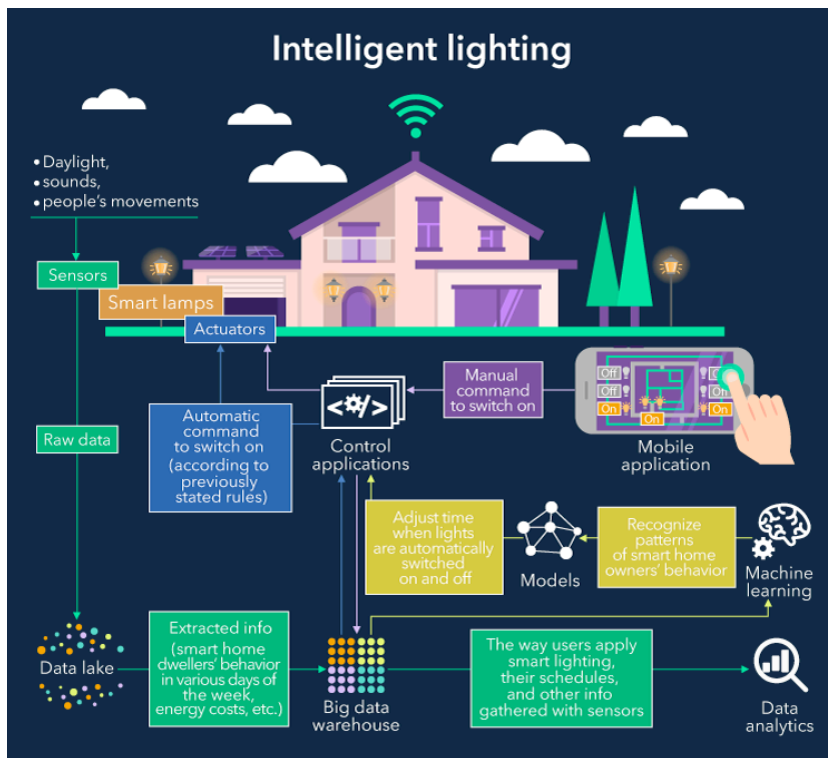 Intelligent lighting
• Daylight,
• sounds,
• people's movements
Sensors
Smart lamps
Actuators
Manual
command
to switch on
Off
Off
On
On
Off
On
Mobile
application
Automatic
command
to switch on
(according to
previously
stated rules)
</>
Control
applications
Raw data
Adjust time
when lights
are automatically
switched
on and off
Models
Recognize
patterns
of smart home
owners' behavior
Machine
learning
Data lake
Extracted info
(smart home
dwellers' behavior
in various days of
the week,
energy costs, etc.)
Big data
warehouse
The way users apply
smart lighting,
their schedules,
and other info
gathered with sensors
Data
analytics